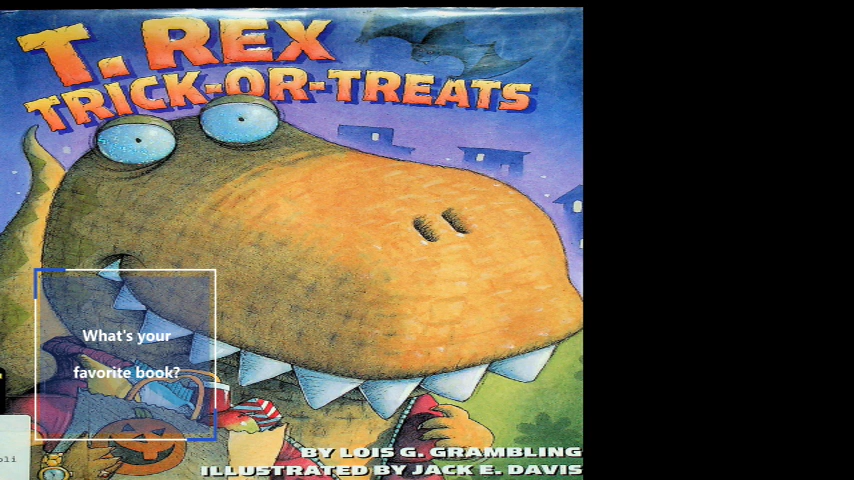 T. REX
TRICK-OR-TREATS
What's your
favorite book?
BY LOIS G. GRAMBLING
ILLUSTRATED BY JACK E. DAVIS